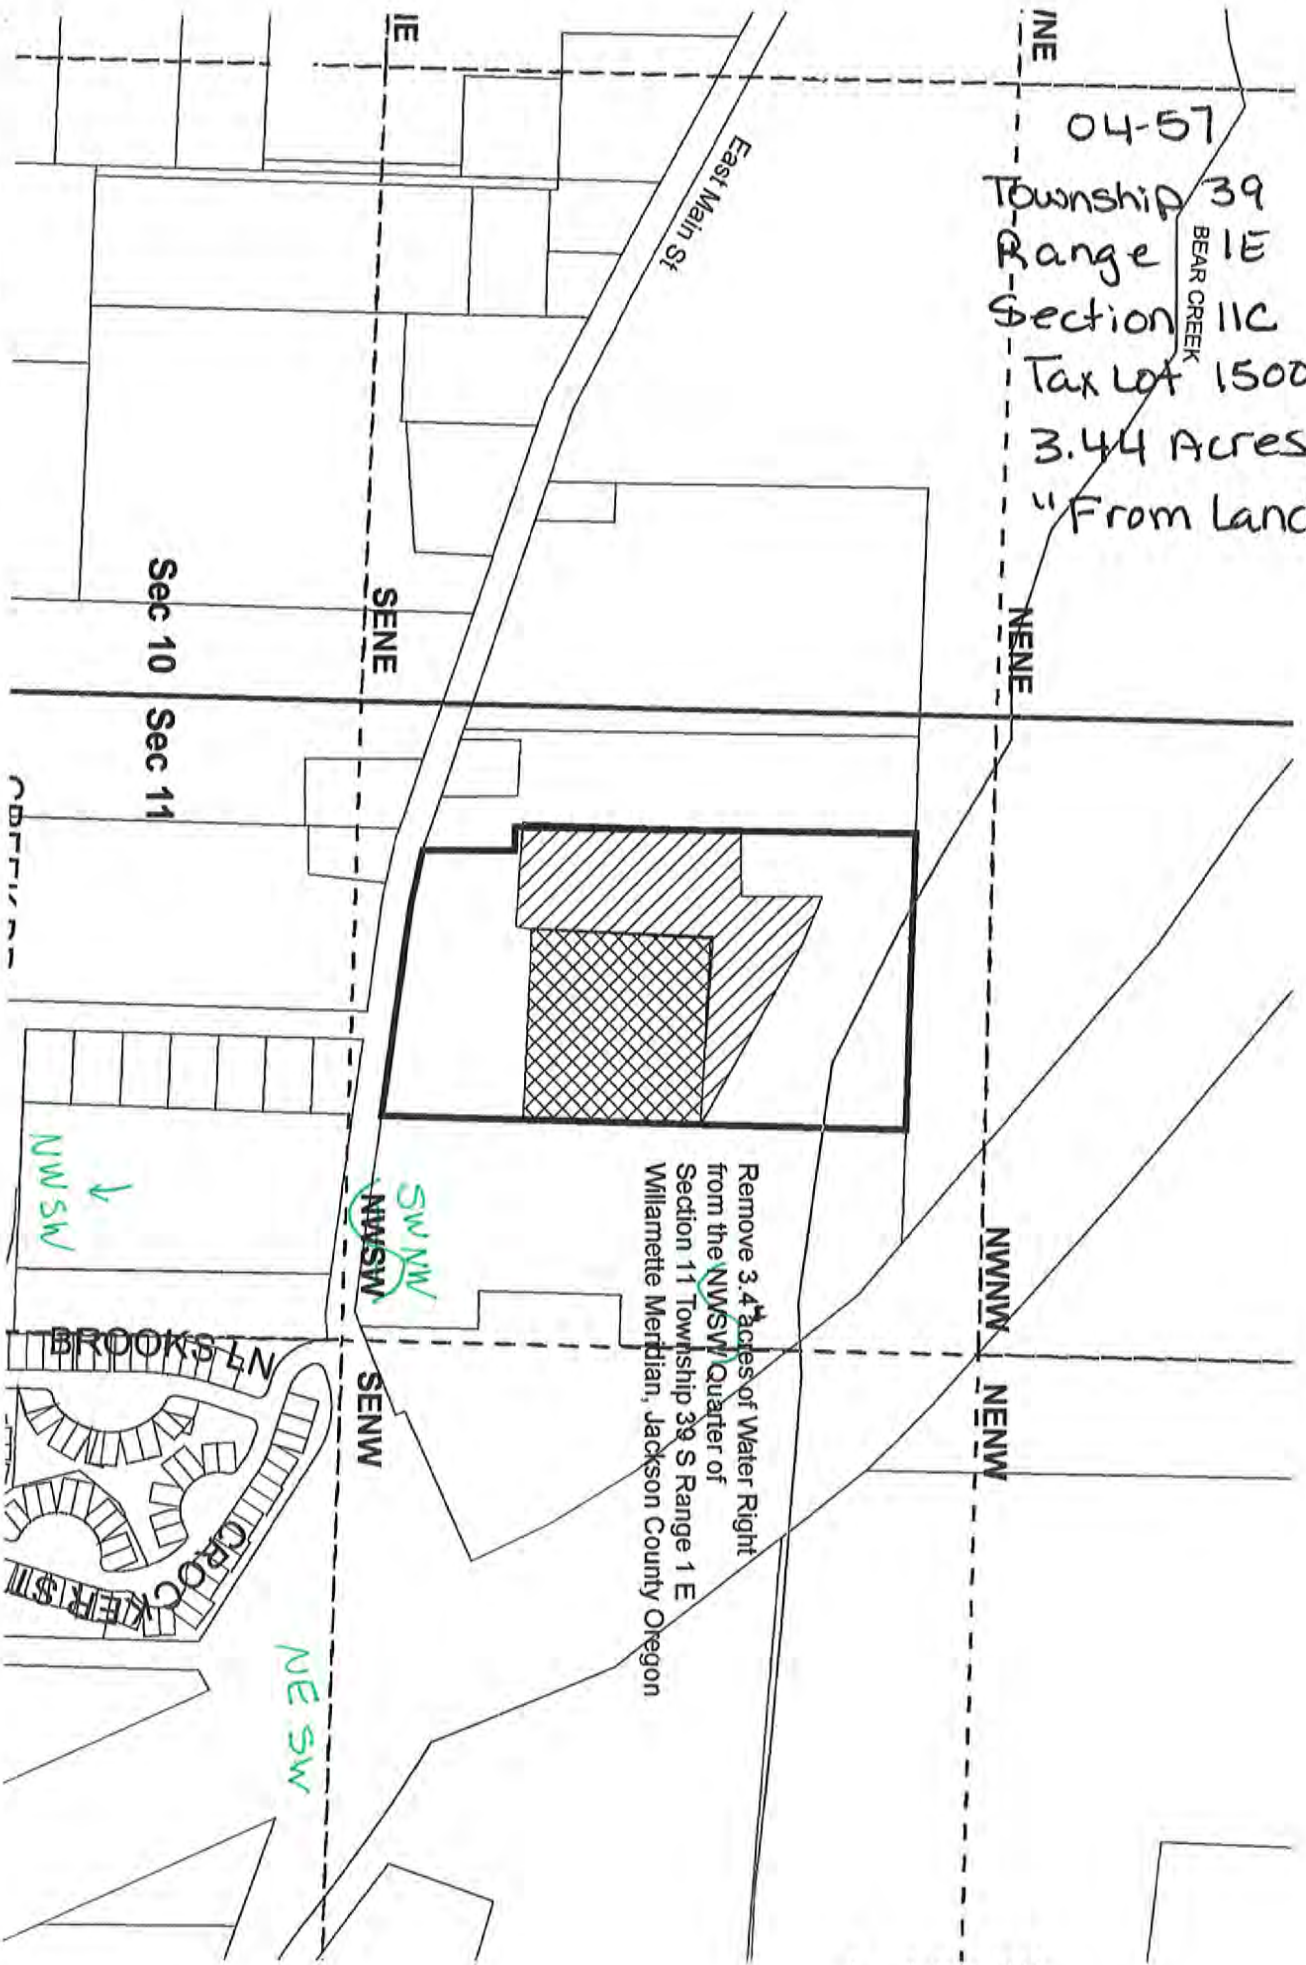 04-57
Township 39
Range 1E
Section 11C
Tax Lot 1500
3.44 Acres
"From Land
BEAR CREEK
East Main St
IE
/NE
SENE
NENE
Sec 10
Sec 11
NWNW
NENW
NWSW
SW NW
SENW
NW SW
↓
NE SW
Remove 3.44 acres of Water Right
from the NWSW Quarter of
Section 11 Township 39 S Range 1 E
Willamette Meridian, Jackson County Oregon
BROOKS LN
CROCKER ST